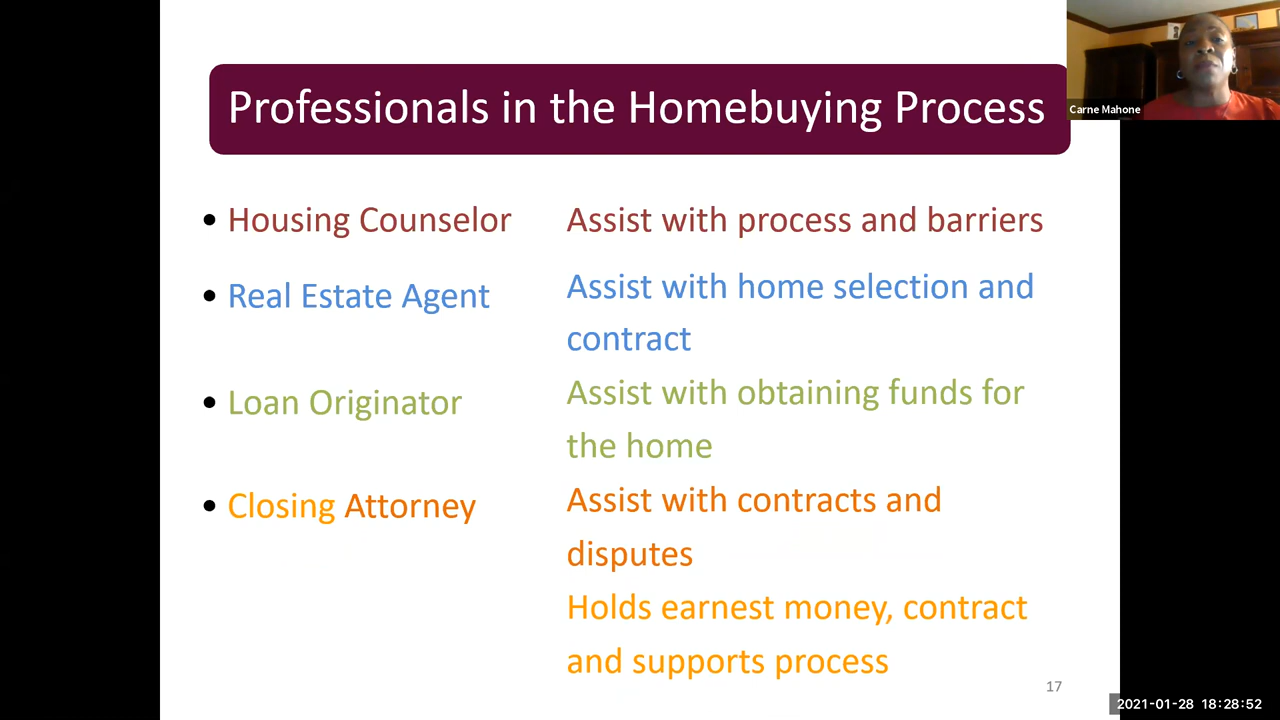 Professionals in the Homebuying Process
Carne Mahone
• Housing Counselor
Assist with process and barriers
• Real Estate Agent
Assist with home selection and
contract
• Loan Originator
Assist with obtaining funds for
the home
• Closing Attorney
Assist with contracts and
disputes
Holds earnest money, contract
and supports process
17
2021-01-28 18:28:52